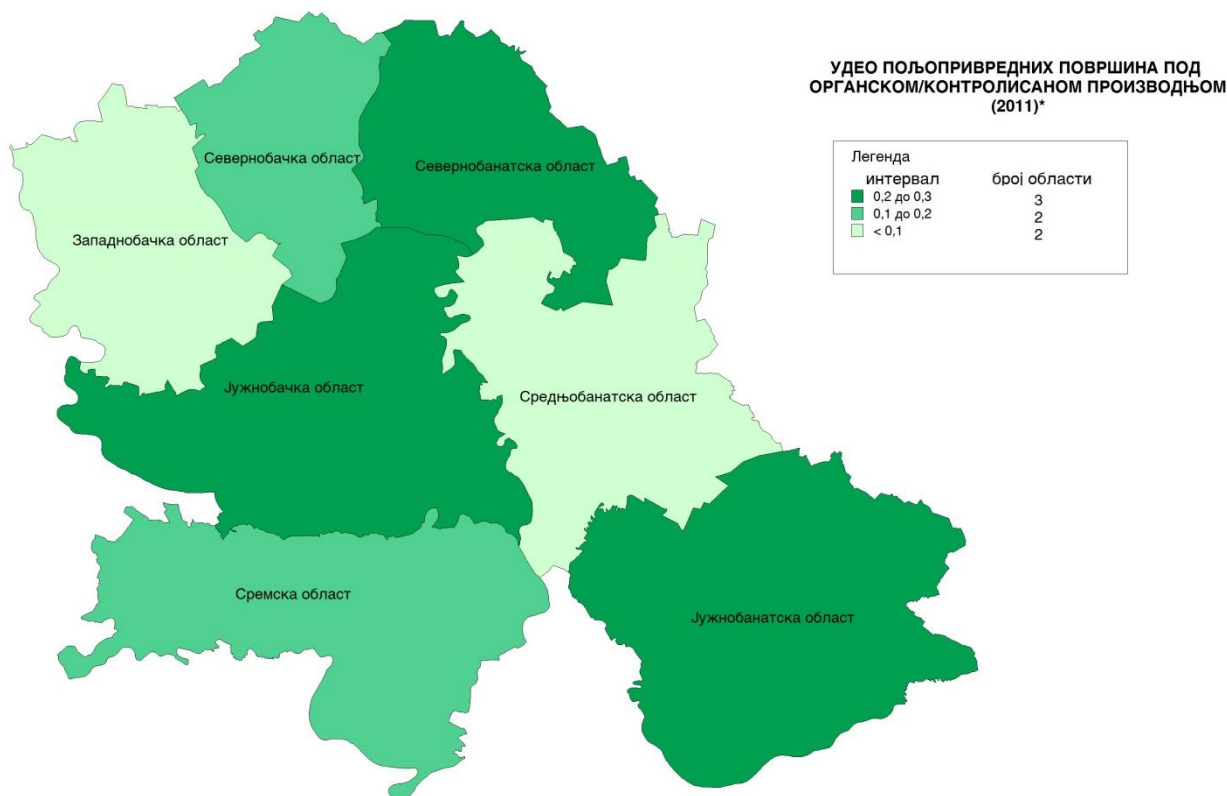 УДЕО ПОЉОПРИВРЕДНИХ ПОВРШИНА ПОД
ОРГАНСКОМ/КОНТРОЛИСАНОМ ПРОИЗВОДЊОМ
(2011)*
Легенда
интервал број области
0,2 до 0,3 3
0,1 до 0,2 2
< 0,1 2
Севернобачка област
Севернобанатска област
Западнобачка област
Јужнобачка област
Средњобанатска област
Сремска област
Јужнобанатска област